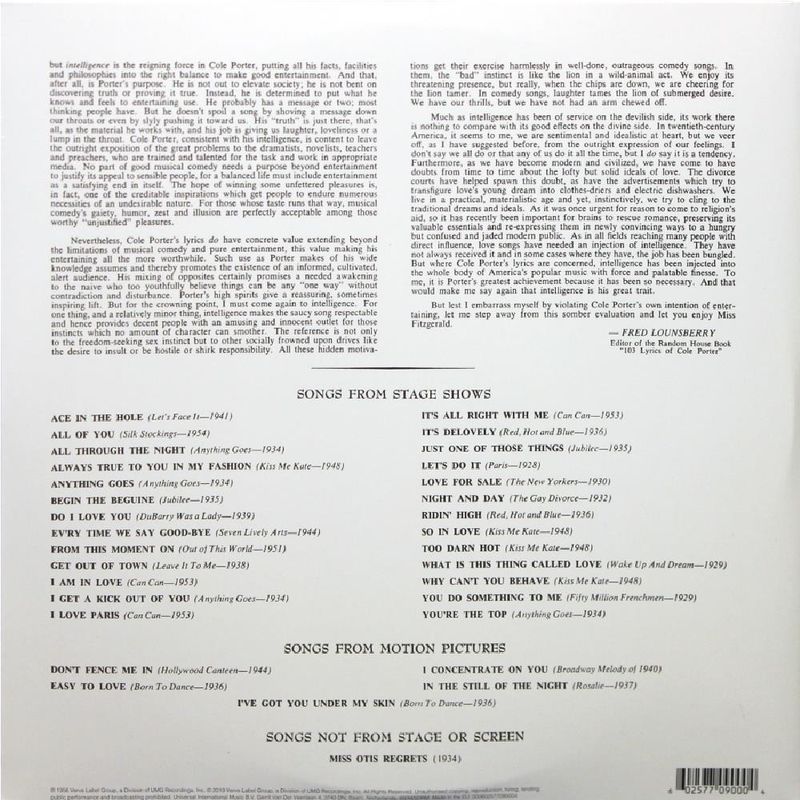 but intelligence is the reigning force in Cole Porter, putting all his facts, facilities
and philosophies into the right balance to make good entertainment. And that,
after all, is Porter's purpose. He is not out to elevate society; he is not bent on
discovering truth or proving it true. Instead, he is determined to put what he
knows and feels to entertaining use. He probably has a message or two; most
thinking people have. But he doesn't spoil a song by shoving a message down
our throats or even by slyly pushing it toward us. His "truth" is just there, that's
all, as the material he works with, and his job is giving us laughter, loveliness or a
lump in the throat. Cole Porter, consistent with his intelligence, is content to leave
the outright exposition of the great problems to the dramatists, novelists, teachers
and preachers, who are trained and talented for the task and work in appropriate
media. No part of good musical comedy needs a purpose beyond entertainment
to justify its appeal to sensible people, for a balanced life must include entertainment
as a satisfying end in itself. The hope of winning some unfettered pleasures is,
in fact, one of the creditable inspirations which get people to endure numerous
necessities of an undesirable nature. For those whose taste runs that way, musical
comedy's gaiety, humor, zest and illusion are perfectly acceptable among those
worthy "unjustified" pleasures.
Nevertheless, Cole Porter's lyrics do have concrete value extending beyond
the limitations of musical comedy and pure entertainment, this value making his
entertaining all the more worthwhile. Such use as Porter makes of his wide
knowledge assumes and thereby promotes the existence of an informed, cultivated,
alert audience. His mixing of opposites certainly promises a needed awakening
to the naive who too youthfully believe things can be any "one way" without
contradiction and disturbance. Porter's high spirits give a reassuring, sometimes
inspiring lift. But for the crowning point, I must come again to intelligence. For
one thing, and a relatively minor thing, intelligence makes the saucy song respectable
and hence provides decent people with an amusing and innocent outlet for those
instincts which no amount of character can smother. The reference is not only
to the freedom-seeking sex instinct but to other socially frowned upon drives like
the desire to insult or be hostile or shirk responsibility. All these hidden motiva-
tions get their exercise harmlessly in well-done, outrageous comedy songs. In
them, the "bad" instinct is like the lion in a wild-animal act. We enjoy its
threatening presence, but really, when the chips are down, we are cheering for
the lion tamer. In comedy songs, laughter tames the lion of submerged desire.
We have our thrills, but we have not had an arm chewed off.
Much as intelligence has been of service on the devilish side, its work there
is nothing to compare with its good effects on the divine side. In twentieth-century
America, it seems to me, we are sentimental and idealistic at heart, but we veer
off, as I have suggested before, from the outright expression of our feelings. I
don't say we all do or that any of us do it all the time, but I do say it is a tendency.
Furthermore, as we have become modern and civilized, we have come to have
doubts from time to time about the lofty but solid ideals of love. The divorce
courts have helped spawn this doubt, as have the advertisements which try to
transfigure love's young dream into clothes-driers and electric dishwashers. We
live in a practical, materialistic age and yet, instinctively, we try to cling to the
traditional dreams and ideals. As it was once urgent for reason to come to religion's
aid, so it has recently been important for brains to rescue romance, preserving its
valuable essentials and re-expressing them in newly convincing ways to a hungry
but confused and jaded modern public. As in all fields reaching many people with
direct influence, love songs have needed an injection of intelligence. They have
not always received it and in some cases where they have, the job has been bungled.
But where Cole Porter's lyrics are concerned, intelligence has been injected into
the whole body of America's popular music with force and palatable finesse. To
me, it is Porter's greatest achievement because it has been so necessary. And that
would make me say again that intelligence is his great trait.
But lest I embarrass myself by violating Cole Porter's own intention of enter-
taining, let me step away from this somber evaluation and let you enjoy Miss
Fitzgerald.
— FRED LOUNSBERRY
Editor of the Random House Book
"103 Lyrics of Cole Porter"
SONGS FROM STAGE SHOWS
ACE IN THE HOLE (Let's Face It—1941)
ALL OF YOU (Silk Stockings—1954)
ALL THROUGH THE NIGHT (Anything Goes—1934)
ALWAYS TRUE TO YOU IN MY FASHION (Kiss Me Kate—1948)
ANYTHING GOES (Anything Goes—1934)
BEGIN THE BEGUINE (Jubilee—1935)
DO I LOVE YOU (DuBarry Was a Lady—1939)
EV'RY TIME WE SAY GOOD-BYE (Seven Lively Arts—1944)
FROM THIS MOMENT ON (Out of This World—1951)
GET OUT OF TOWN (Leave It To Me—1938)
I AM IN LOVE (Can Can—1953)
I GET A KICK OUT OF YOU (Anything Goes—1934)
I LOVE PARIS (Can Can—1953)
IT'S ALL RIGHT WITH ME (Can Can—1953)
IT'S DELOVELY (Red, Hot and Blue—1936)
JUST ONE OF THOSE THINGS (Jubilee—1935)
LET'S DO IT (Paris—1928)
LOVE FOR SALE (The New Yorkers—1930)
NIGHT AND DAY (The Gay Divorce—1932)
RIDIN' HIGH (Red, Hot and Blue—1936)
SO IN LOVE (Kiss Me Kate—1948)
TOO DARN HOT (Kiss Me Kate—1948)
WHAT IS THIS THING CALLED LOVE (Wake Up And Dream—1929)
WHY CAN'T YOU BEHAVE (Kiss Me Kate—1948)
YOU DO SOMETHING TO ME (Fifty Million Frenchmen—1929)
YOU'RE THE TOP (Anything Goes—1934)
SONGS FROM MOTION PICTURES
DON'T FENCE ME IN (Hollywood Canteen—1944)
EASY TO LOVE (Born To Dance—1936)
I CONCENTRATE ON YOU (Broadway Melody of 1940)
IN THE STILL OF THE NIGHT (Rosalie—1937)
I'VE GOT YOU UNDER MY SKIN (Born To Dance—1936)
SONGS NOT FROM STAGE OR SCREEN
MISS OTIS REGRETS (1934)
Verve Label Group, a Division of UMG Recordings, Inc. All Rights Reserved. Unauthorized copying, reproduction, hiring, lending,
public performance and broadcasting prohibited. Universal International Music B.V.
6 02577 09000 4